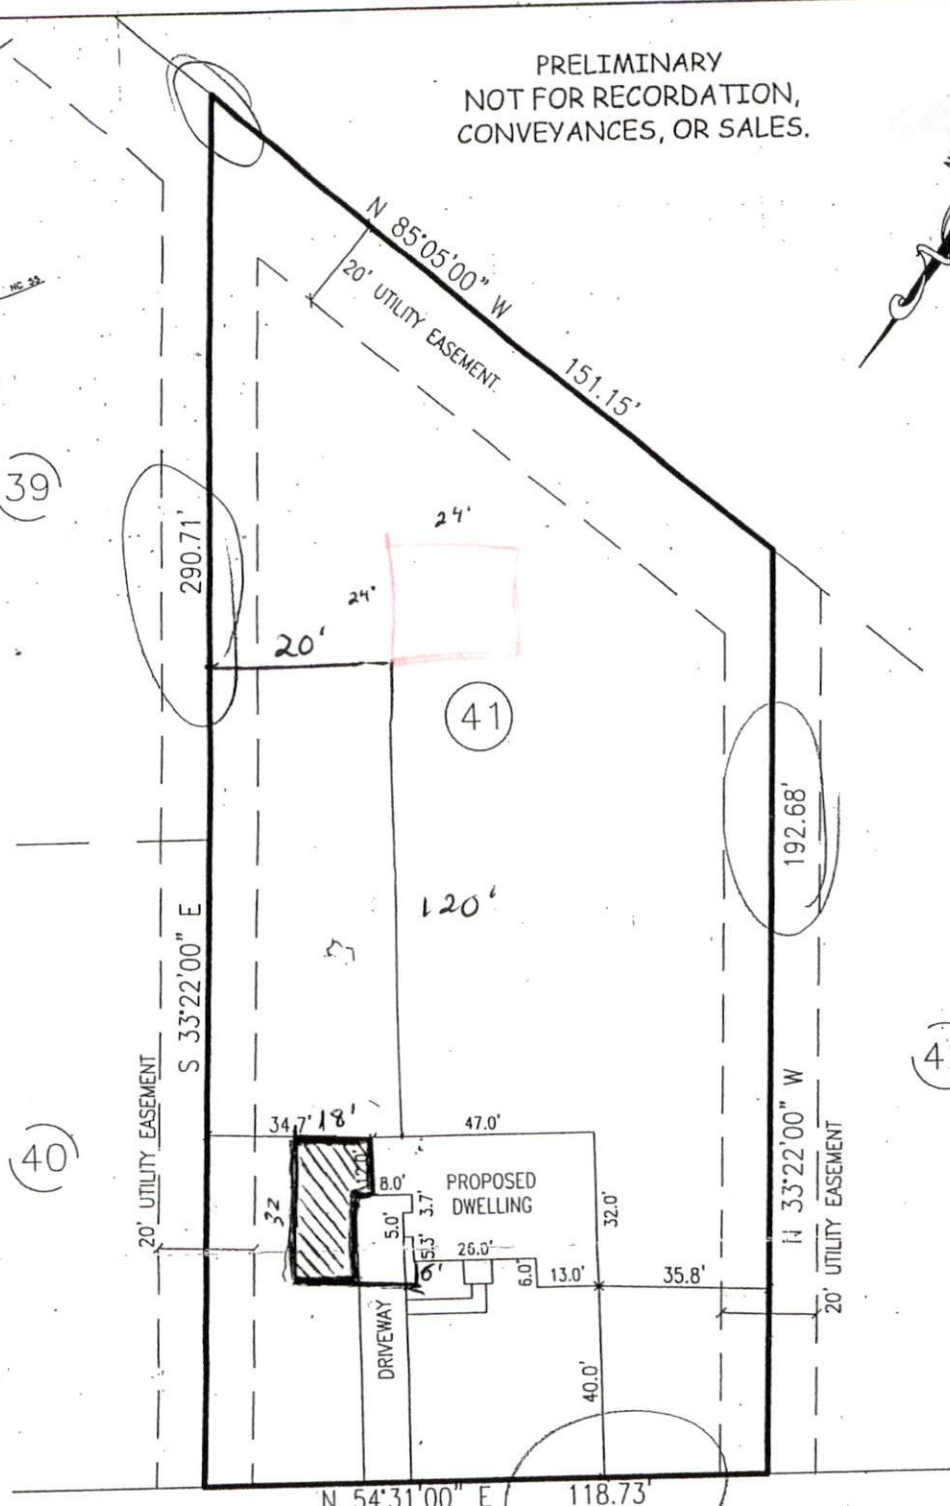 PRELIMINARY
NOT FOR RECORDATION,
CONVEYANCES, OR SALES.
N 85°05'00" W
151.15'
20' UTILITY EASEMENT
NC 55
39
290.71'
24'
24'
20'
41
192.68'
120'
S 33°22'00" E
20' UTILITY EASEMENT
40
34.7'
18'
47.0'
12.0'
8.0'
3.7'
PROPOSED
DWELLING
32
5.0'
5.3'
26.0'
6'
6.0'
13.0'
32.0'
35.8'
N 33°22'00" W
20' UTILITY EASEMENT
DRIVEWAY
40.0'
N 54°31'00" E
118.73'